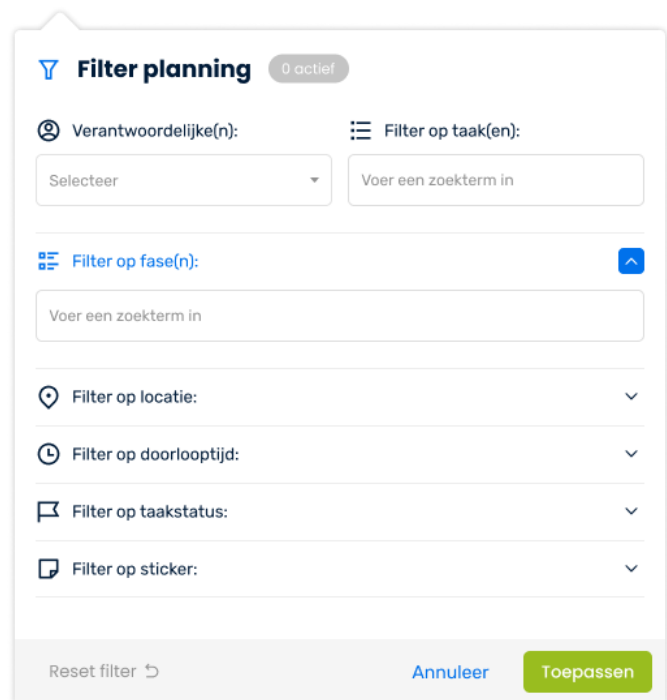 Filter planning 0 actief
Verantwoordelijke(n): Filter op taak(en):
Selecteer Voer een zoekterm in
Filter op fase(n):
Voer een zoekterm in
Filter op locatie:
Filter op doorlooptijd:
Filter op taakstatus:
Filter op sticker:
Reset filter Annuleer Toepassen